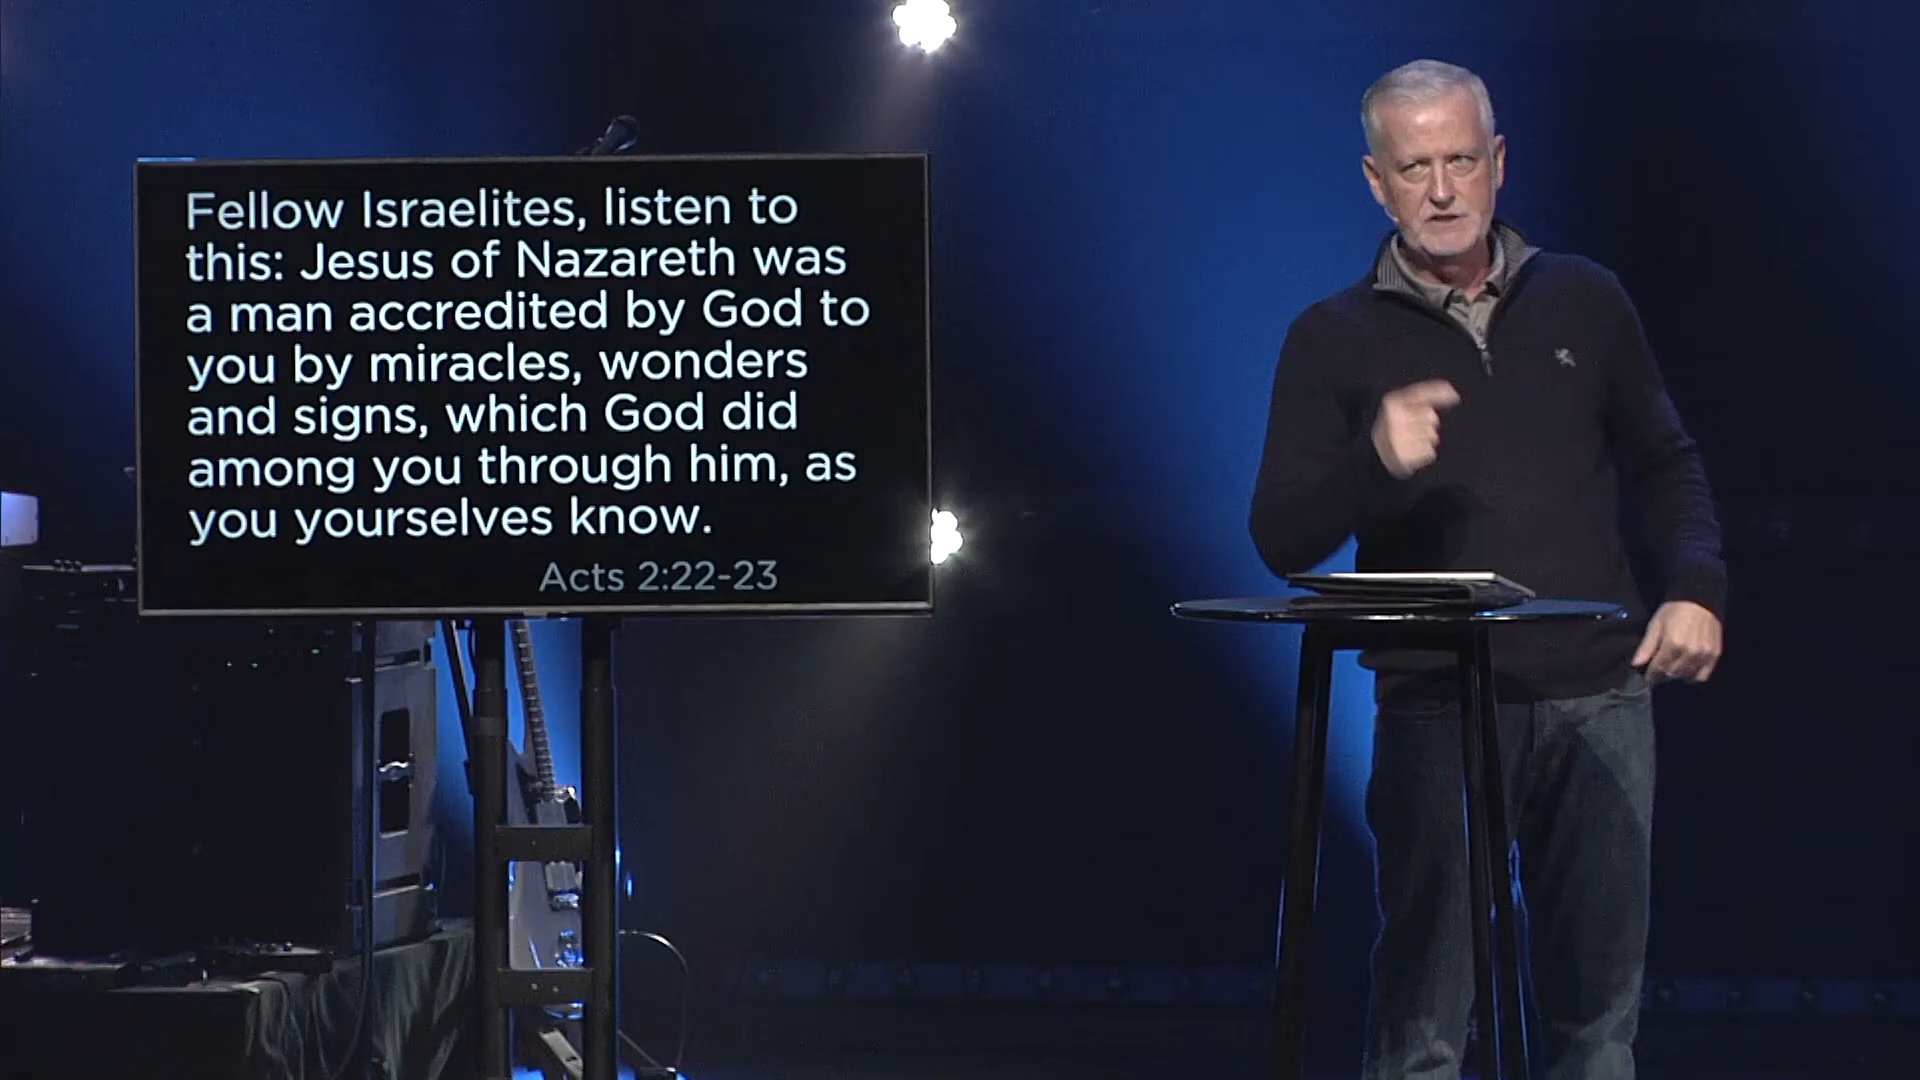 Fellow Israelites, listen to
this: Jesus of Nazareth was
a man accredited by God to
you by miracles, wonders
and signs, which God did
among you through him, as
you yourselves know.
Acts 2:22-23